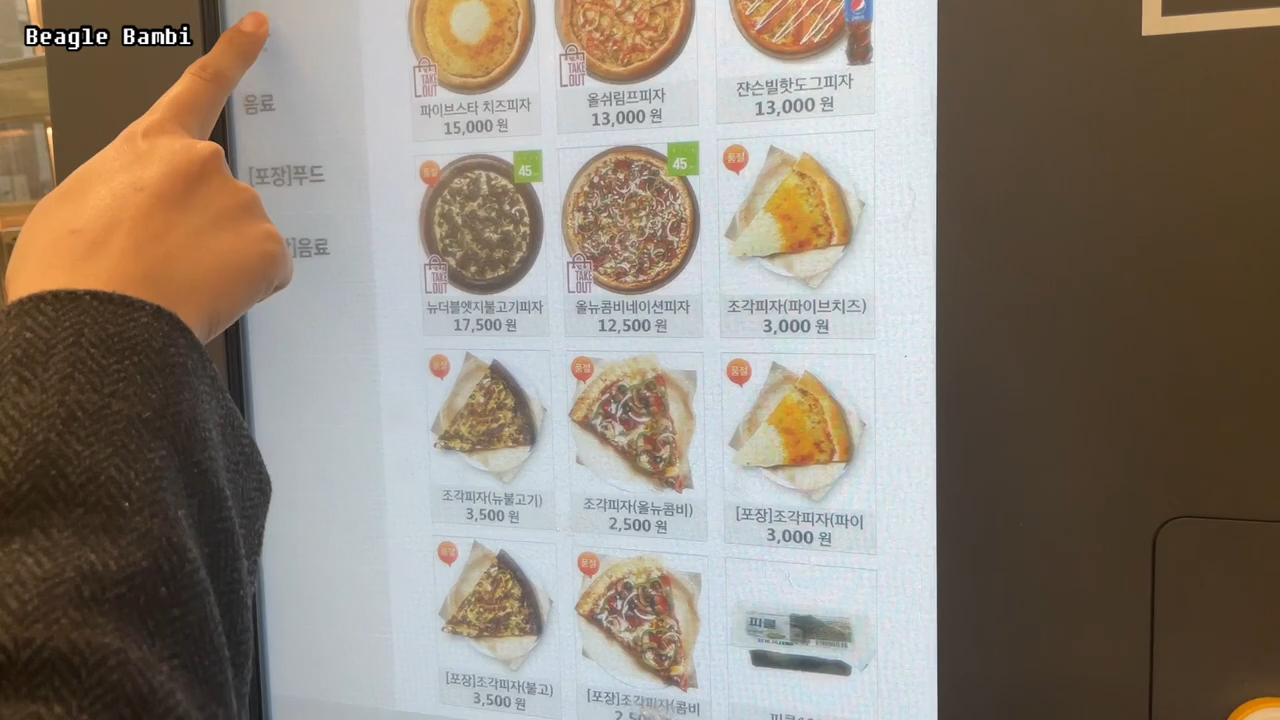 Beagle Bambi
음료
[포장]푸드
]음료
TAKE OUT
파이브스타 치즈피자
15,000 원
TAKE OUT
올쉬림프피자
13,000 원
pepsi
쟌슨빌핫도그피자
13,000 원
품절
45
TAKE OUT
뉴더블엣지불고기피자
17,500 원
45
TAKE OUT
올뉴콤비네이션피자
12,500 원
품절
조각피자(파이브치즈)
3,000 원
품절
조각피자(뉴불고기)
3,500 원
품절
조각피자(올뉴콤비)
2,500 원
품절
[포장]조각피자(파이
3,000 원
품절
[포장]조각피자(불고)
3,500 원
품절
[포장]조각피자(콤비
피클